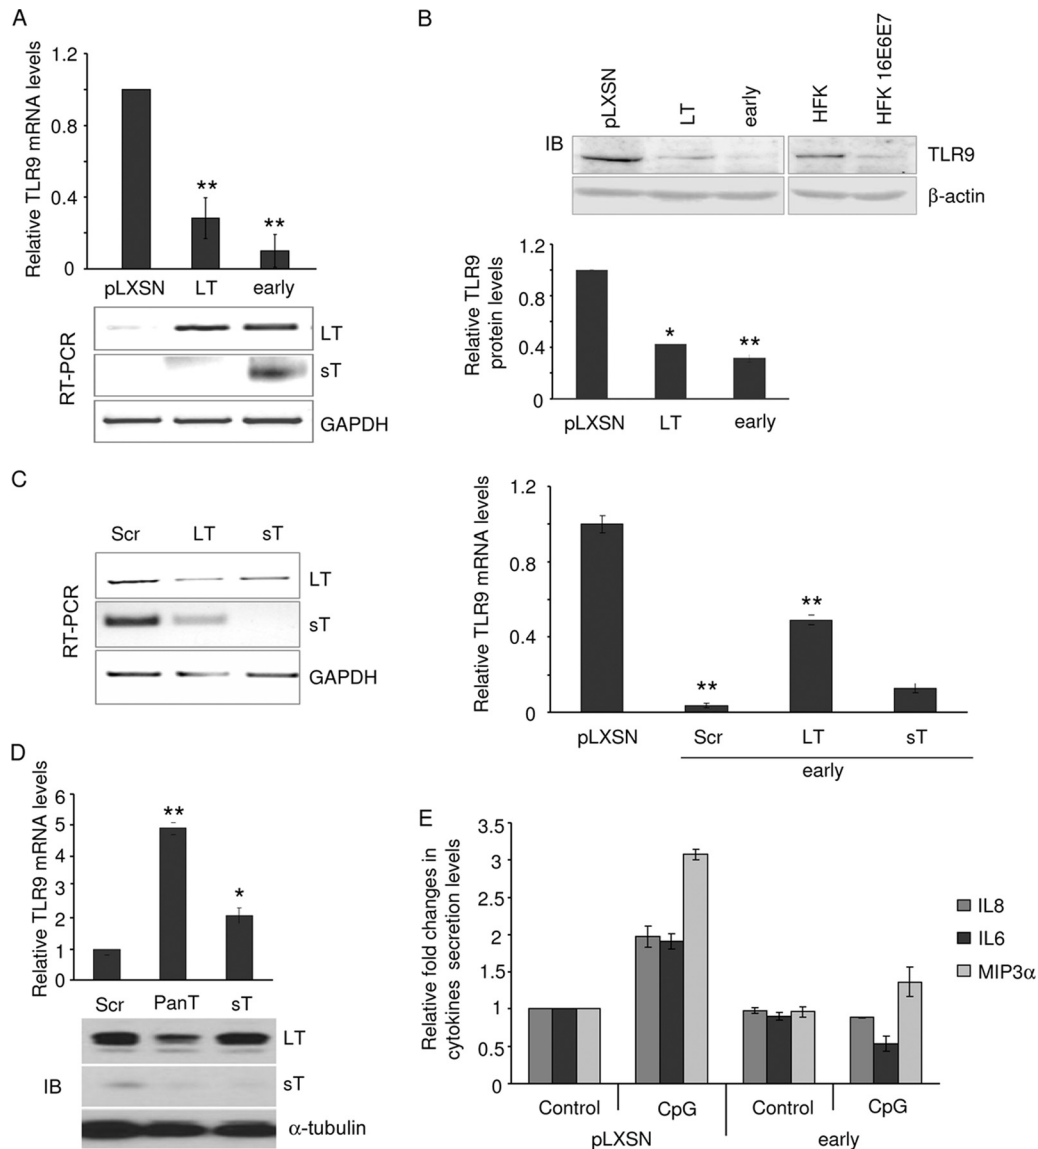 A
Relative TLR9 mRNA levels
1.2
0.8
0.4
0
**
**
pLXSN LT early
RT-PCR
LT
sT
GAPDH
B
pLXSN LT early HFK HFK 16E6E7
IB
TLR9
β-actin
Relative TLR9
protein levels
1.2
0.8
0.4
0
*
**
pLXSN LT early
C
Scr LT sT
RT-PCR
LT
sT
GAPDH
Relative TLR9 mRNA levels
1.2
0.8
0.4
0
**
**
pLXSN Scr LT sT
early
D
Relative TLR9 mRNA levels
6
5
4
3
2
1
0
**
*
Scr PanT sT
IB
LT
sT
α-tubulin
E
Relative fold changes in
cytokines secretion levels
3.5
3
2.5
2
1.5
1
0.5
0
IL8
IL6
MIP3α
Control CpG Control CpG
pLXSN early